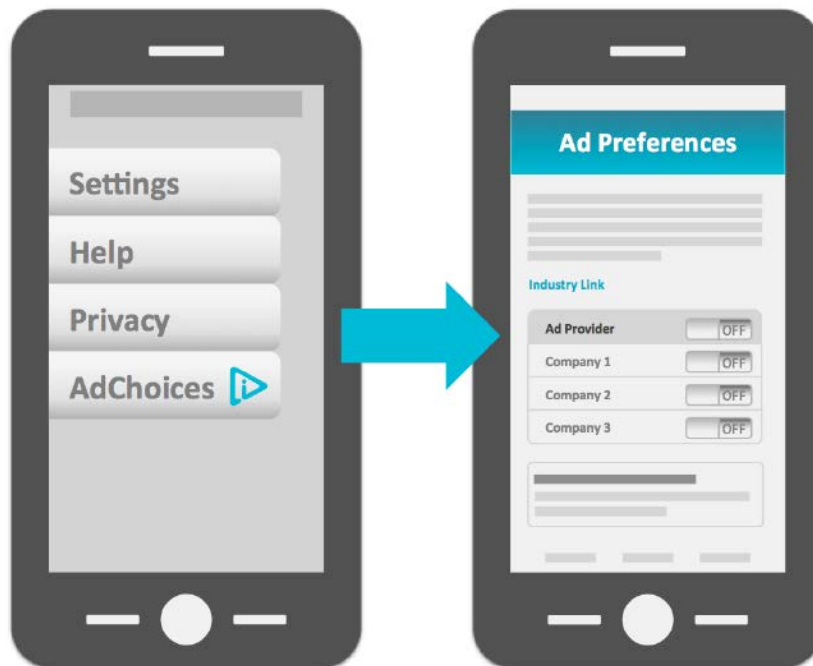 Settings
Help
Privacy
AdChoices
Ad Preferences
Industry Link
Ad Provider OFF
Company 1 OFF
Company 2 OFF
Company 3 OFF